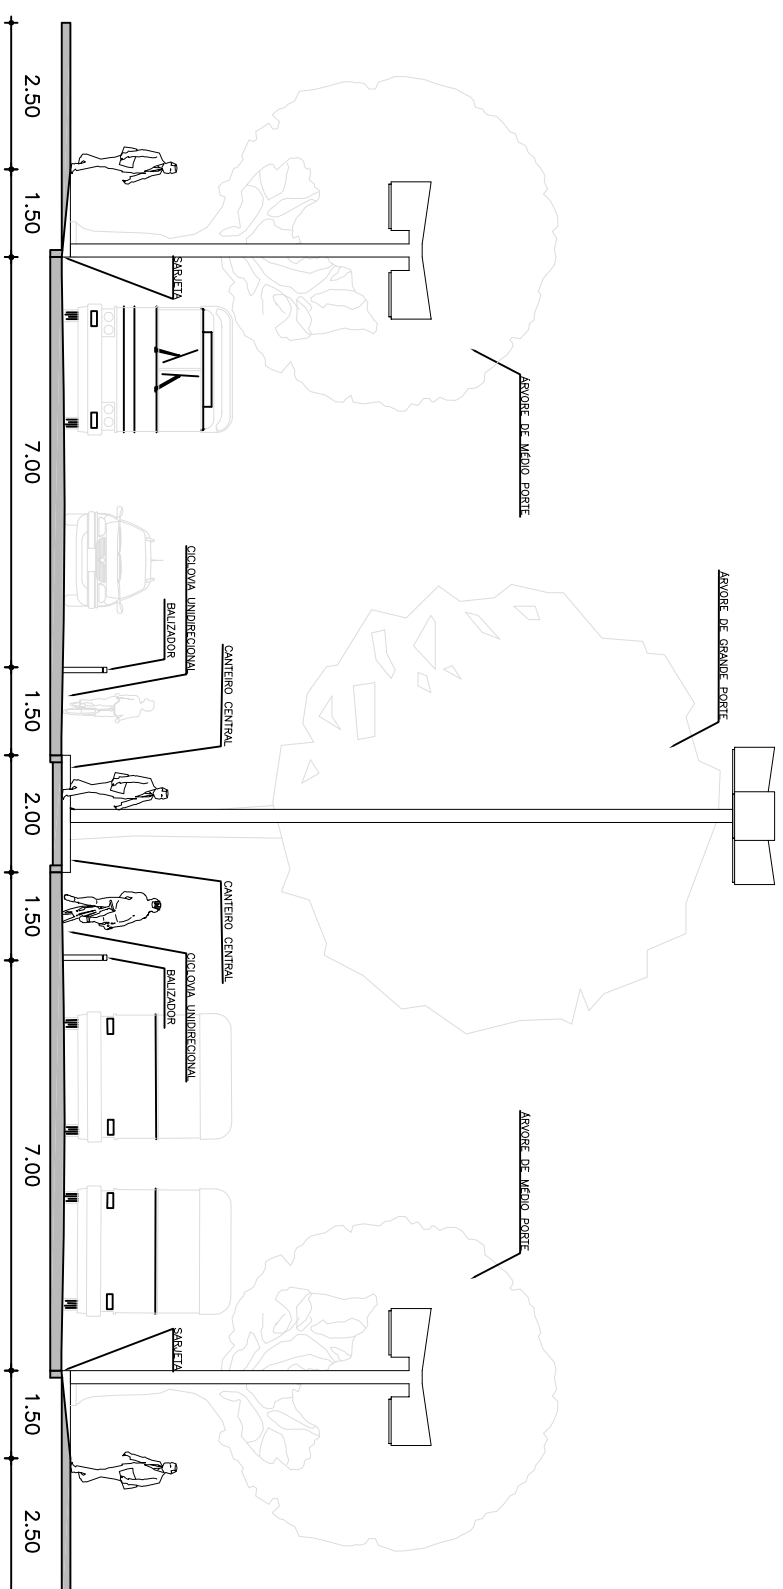 ÁRVORE DE GRANDE PORTE
ÁRVORE DE MÉDIO PORTE
ÁRVORE DE MÉDIO PORTE
CANTEIRO CENTRAL
CANTEIRO CENTRAL
CICLOVIA UNIDIRECIONAL
CICLOVIA UNIDIRECIONAL
SARJETA
BALIZADOR
BALIZADOR
SARJETA
2.50
1.50
7.00
1.50
2.00
1.50
7.00
1.50
2.50